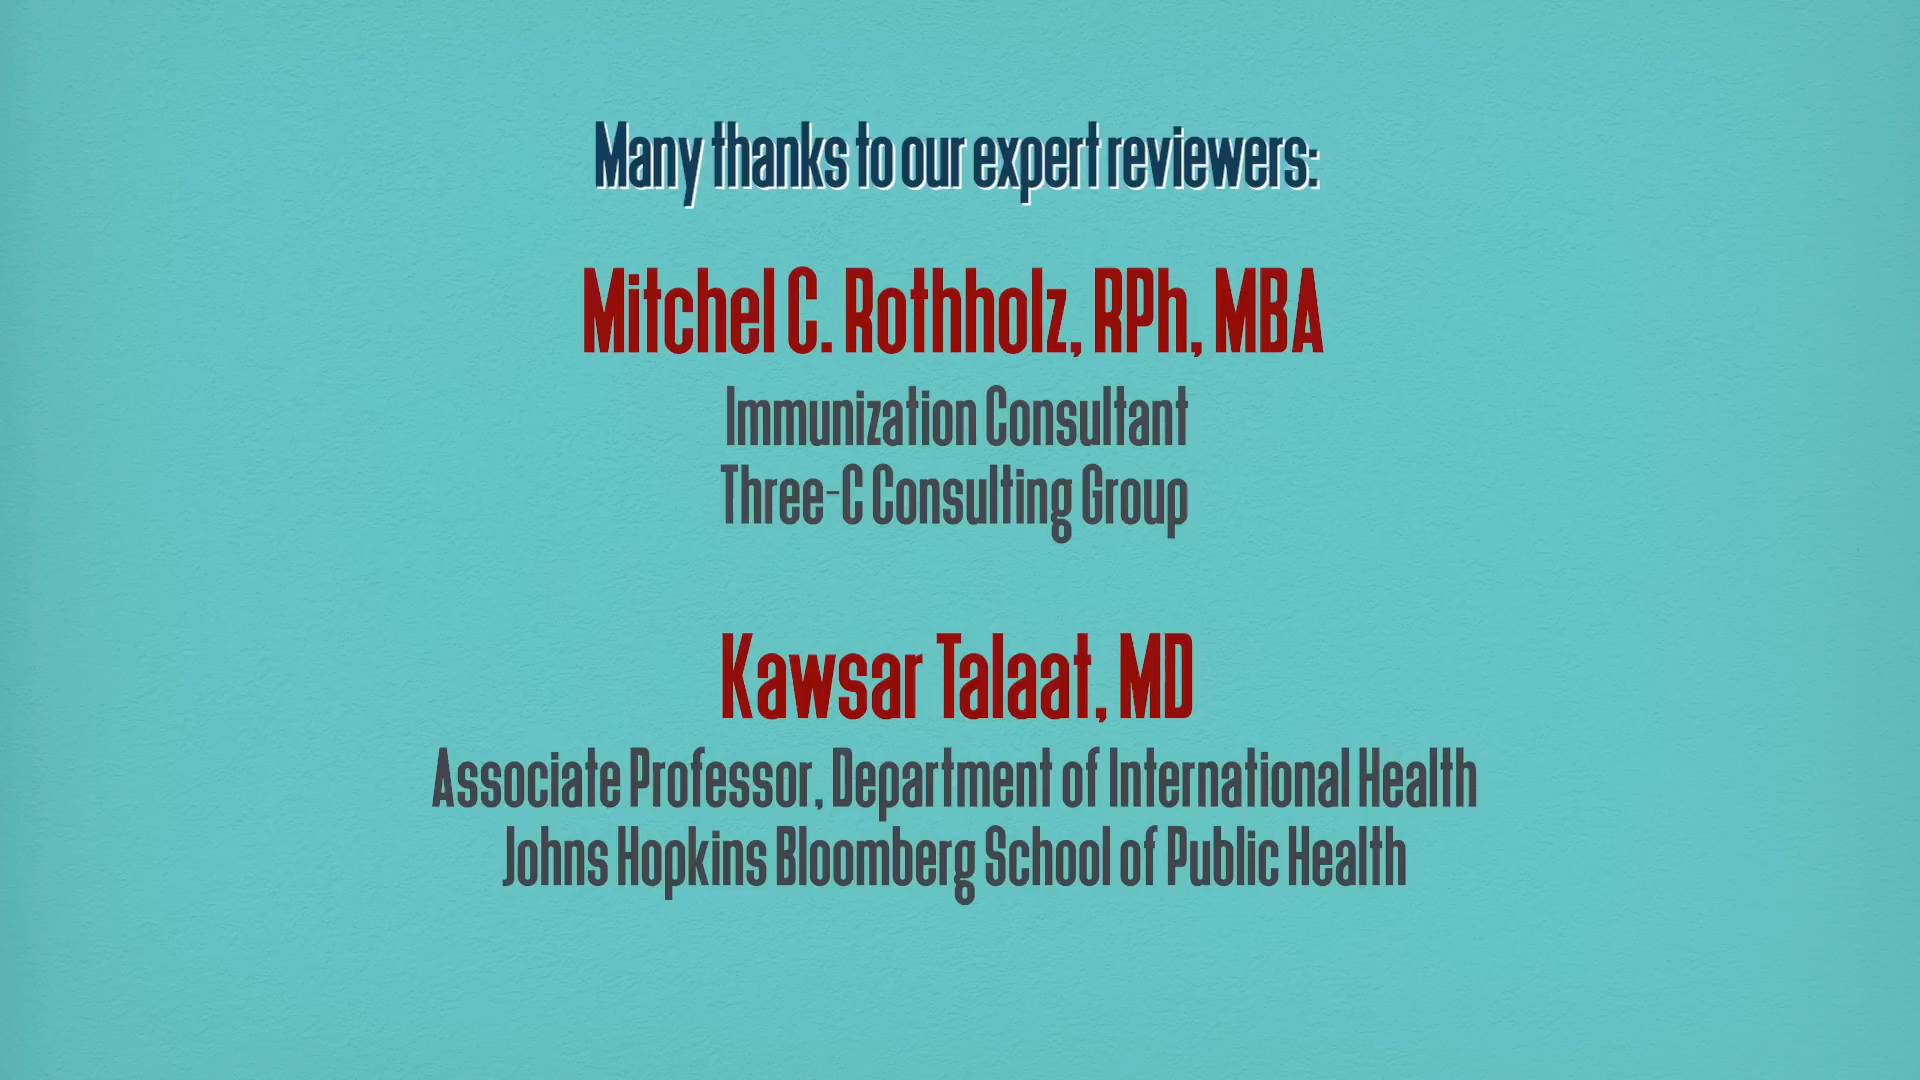 Many thanks to our expert reviewers:
Mitchel C. Rothholz, RPh, MBA
Immunization Consultant
Three-C Consulting Group
Kawsar Talaat, MD
Associate Professor, Department of International Health
Johns Hopkins Bloomberg School of Public Health